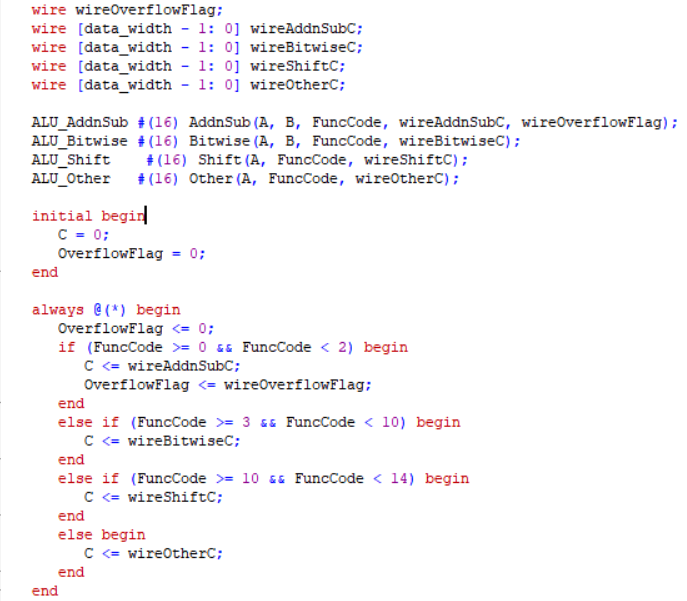 wire wireOverflowFlag;
wire [data_width - 1: 0] wireAddnSubC;
wire [data_width - 1: 0] wireBitwiseC;
wire [data_width - 1: 0] wireShiftC;
wire [data_width - 1: 0] wireOtherC;
ALU_AddnSub #(16) AddnSub(A, B, FuncCode, wireAddnSubC, wireOverflowFlag);
ALU_Bitwise #(16) Bitwise(A, B, FuncCode, wireBitwiseC);
ALU_Shift #(16) Shift(A, FuncCode, wireShiftC);
ALU_Other #(16) Other(A, FuncCode, wireOtherC);
initial begin
C = 0;
OverflowFlag = 0;
end
always @(*) begin
OverflowFlag <= 0;
if (FuncCode >= 0 && FuncCode < 2) begin
C <= wireAddnSubC;
OverflowFlag <= wireOverflowFlag;
end
else if (FuncCode >= 3 && FuncCode < 10) begin
C <= wireBitwiseC;
end
else if (FuncCode >= 10 && FuncCode < 14) begin
C <= wireShiftC;
end
else begin
C <= wireOtherC;
end
end